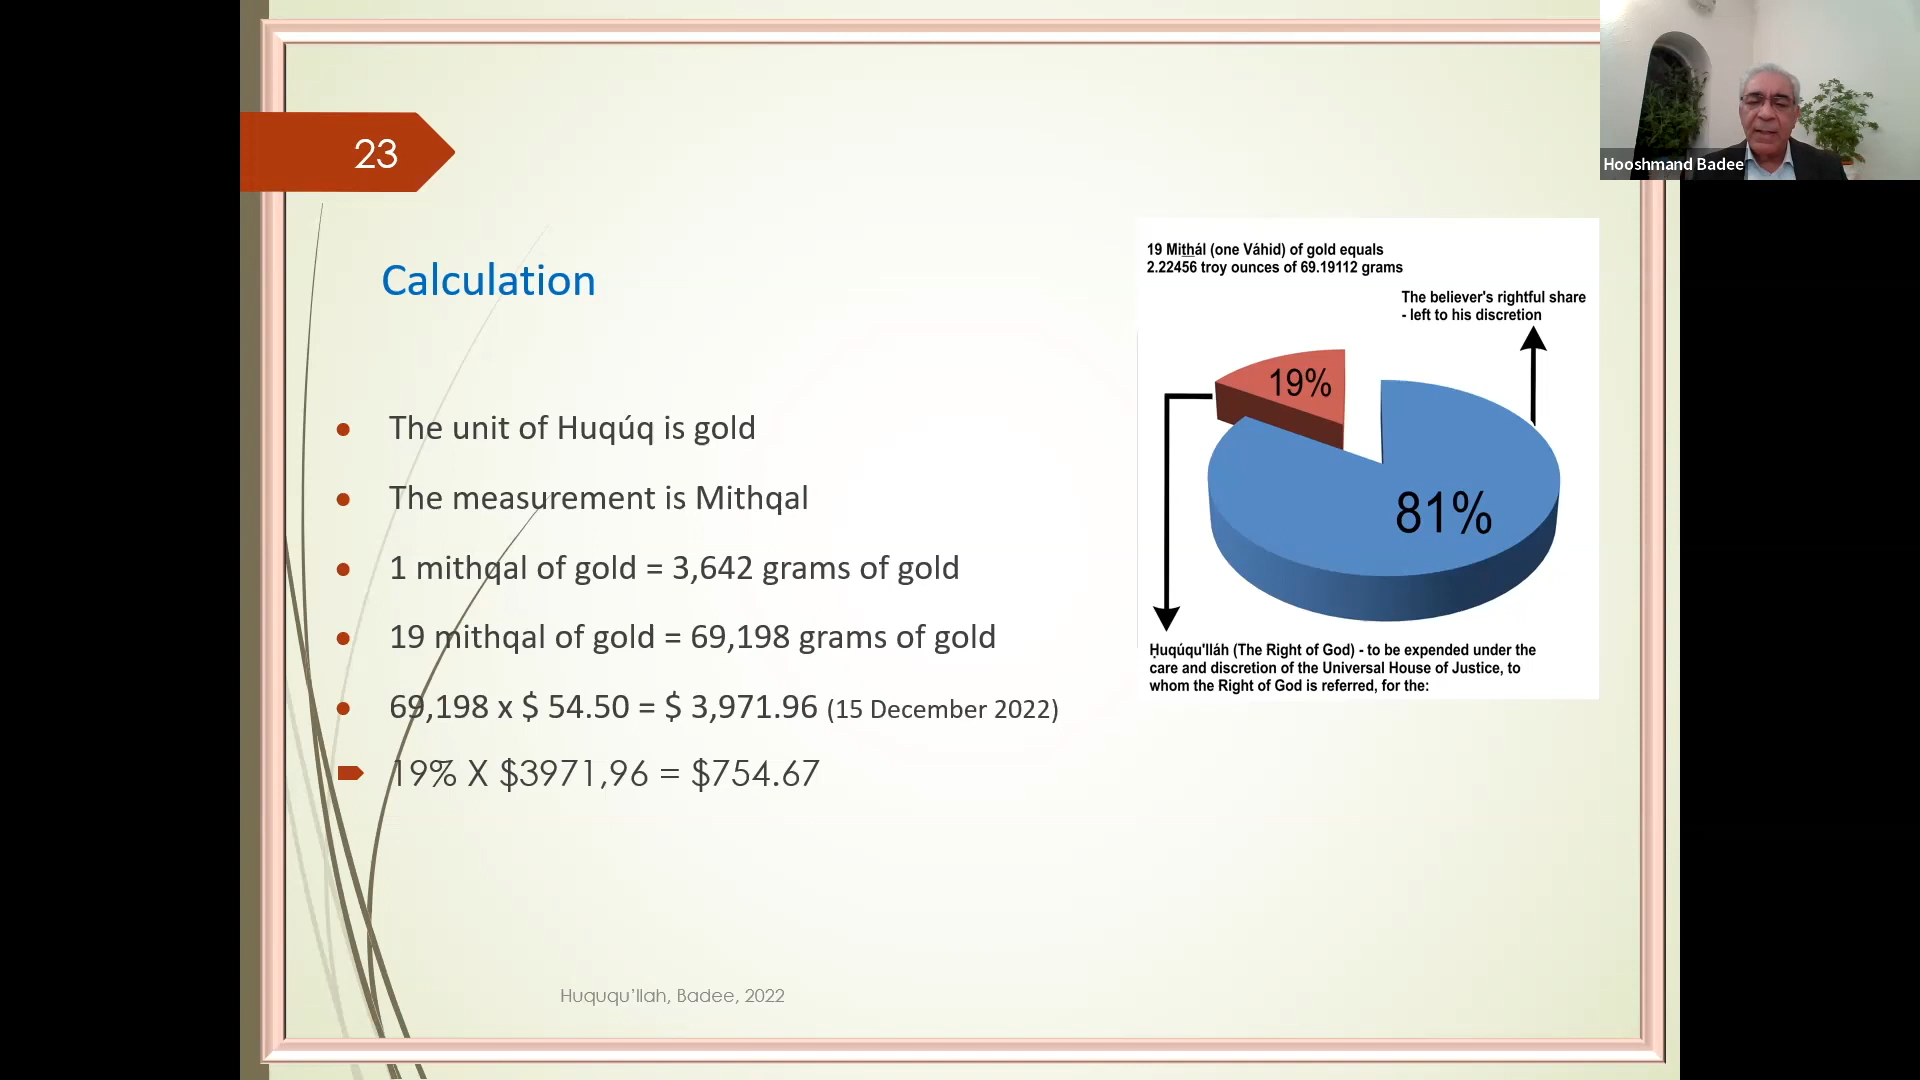 23
Calculation
• The unit of Huqúq is gold
• The measurement is Mithqal
• 1 mithqal of gold = 3,642 grams of gold
• 19 mithqal of gold = 69,198 grams of gold
• 69,198 x $ 54.50 = $ 3,971.96 (15 December 2022)
19% X $3971,96 = $754.67
19 Mithál (one Váhid) of gold equals
2.22456 troy ounces of 69.19112 grams
The believer's rightful share
- left to his discretion
19%
81%
Ḥuqúqu'lláh (The Right of God) - to be expended under the
care and discretion of the Universal House of Justice, to
whom the Right of God is referred, for the:
Huququ'llah, Badee, 2022
Hooshmand Badee